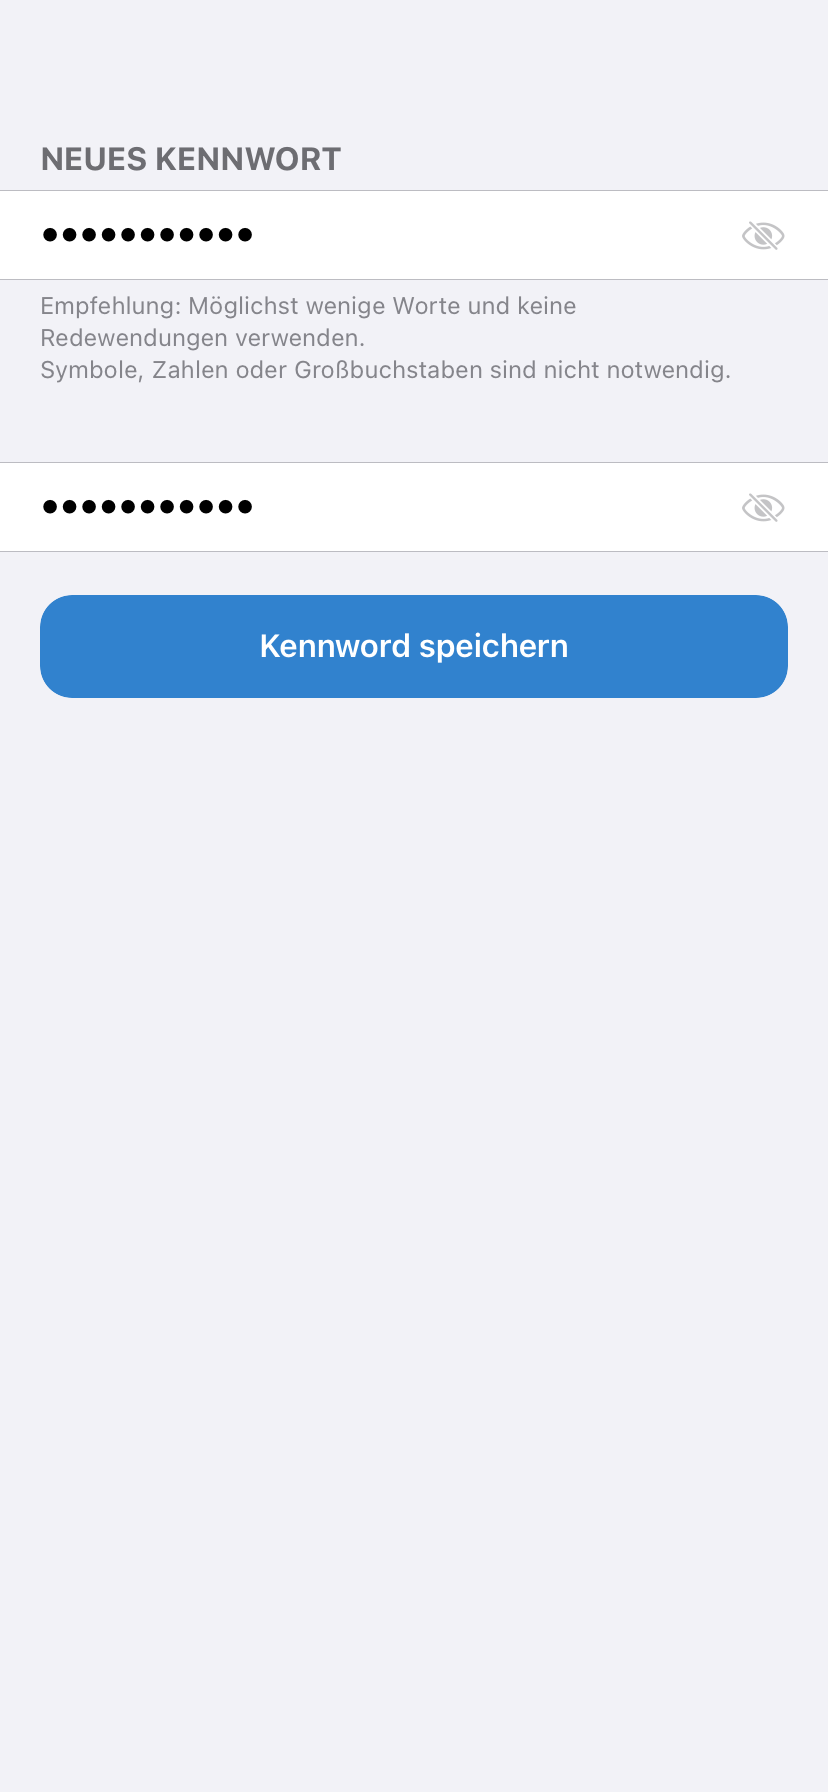 NEUES KENNWORT
•••••••••••
Empfehlung: Möglichst wenige Worte und keine
Redewendungen verwenden.
Symbole, Zahlen oder Großbuchstaben sind nicht notwendig.
•••••••••••
Kennword speichern